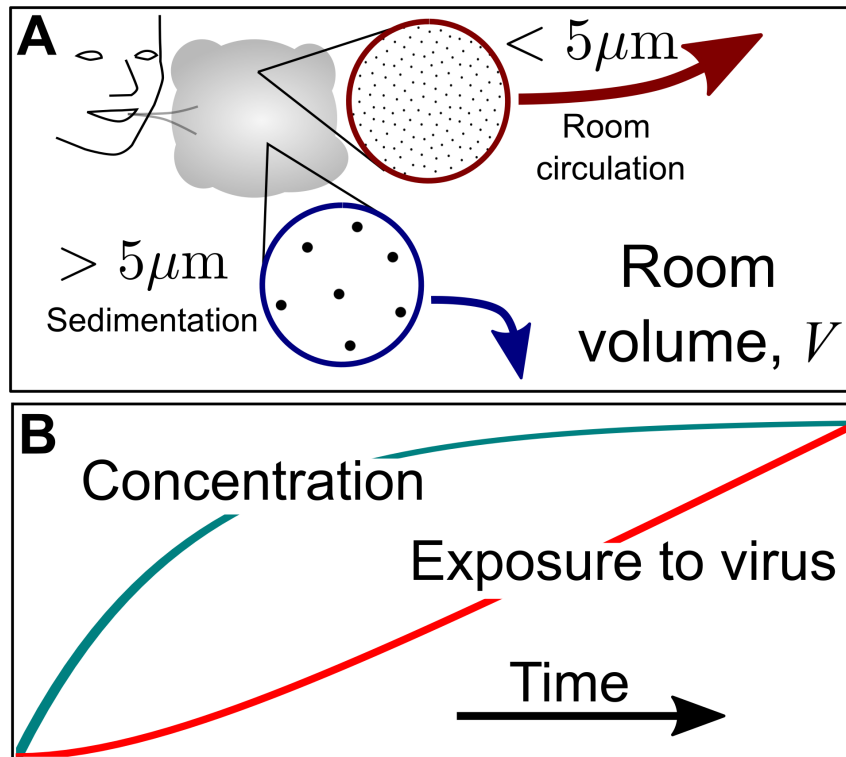 A
< 5μm
Room
circulation
> 5μm
Sedimentation
Room
volume, V
B
Concentration
Exposure to virus
Time